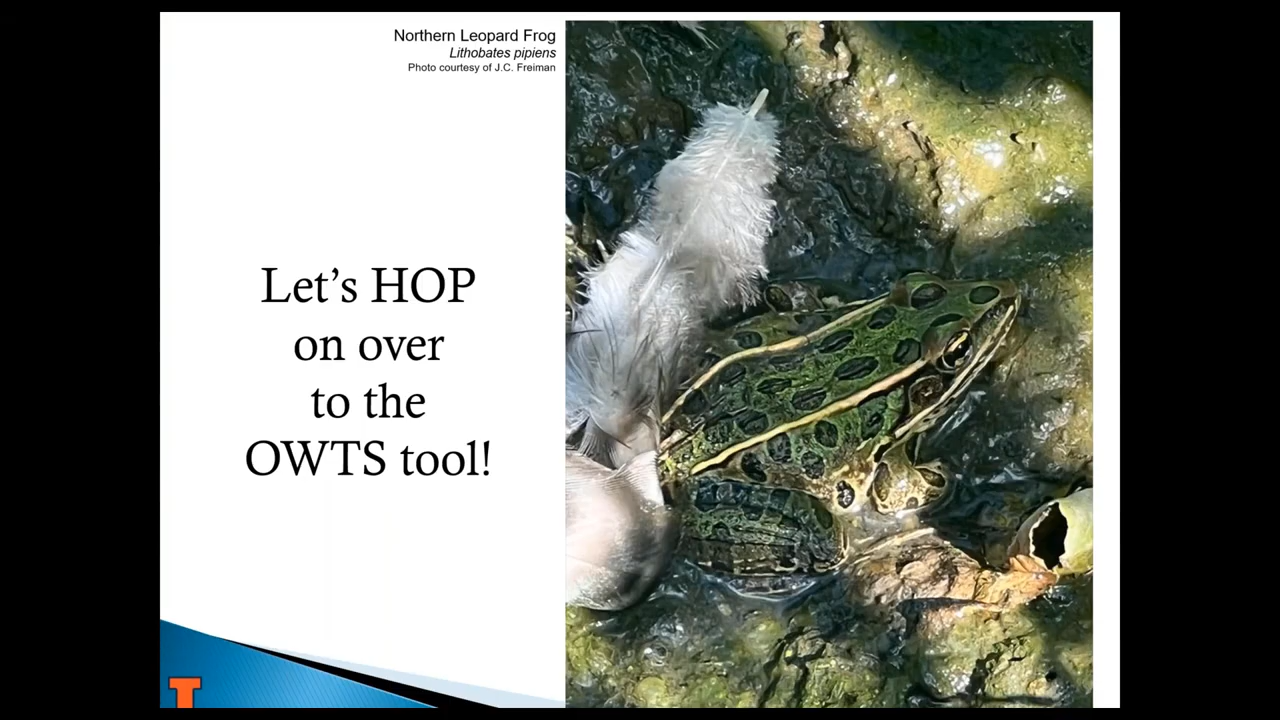 Northern Leopard Frog
Lithobates pipiens
Photo courtesy of J.C. Freiman
Let's HOP
on over
to the
OWTS tool!